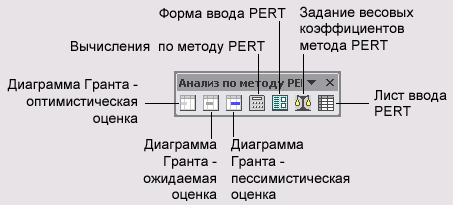 Форма ввода PERT
Задание весовых
коэффициентов
метода PERT
Вычисления по методу PERT
Диаграмма Гранта -
оптимистическая
оценка
Анализ по методу PE
Лист ввода
PERT
Диаграмма
Гранта -
ожидаемая
оценка
Диаграмма
Гранта -
пессимистическая
оценка